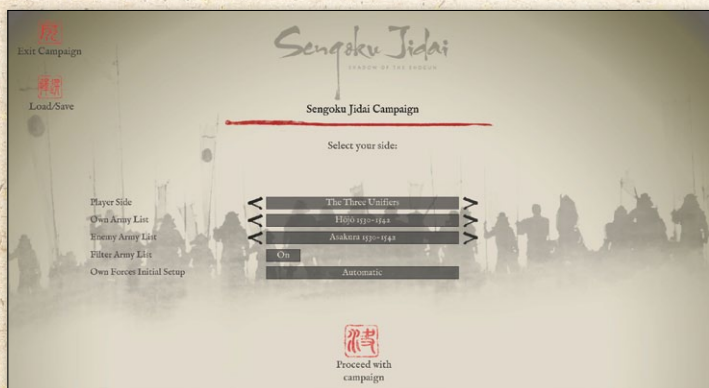 Exit Campaign
Load/Save
Sengoku Jidai
SHADOW OF THE SHOGUN
Sengoku Jidai Campaign
Select your side:
Player Side
The Three Unifiers
Own Army List
Hōjō 1530-1542
Enemy Army List
Asakura 1530-1542
Filter Army List
On
Own Forces Initial Setup
Automatic
Proceed with
campaign